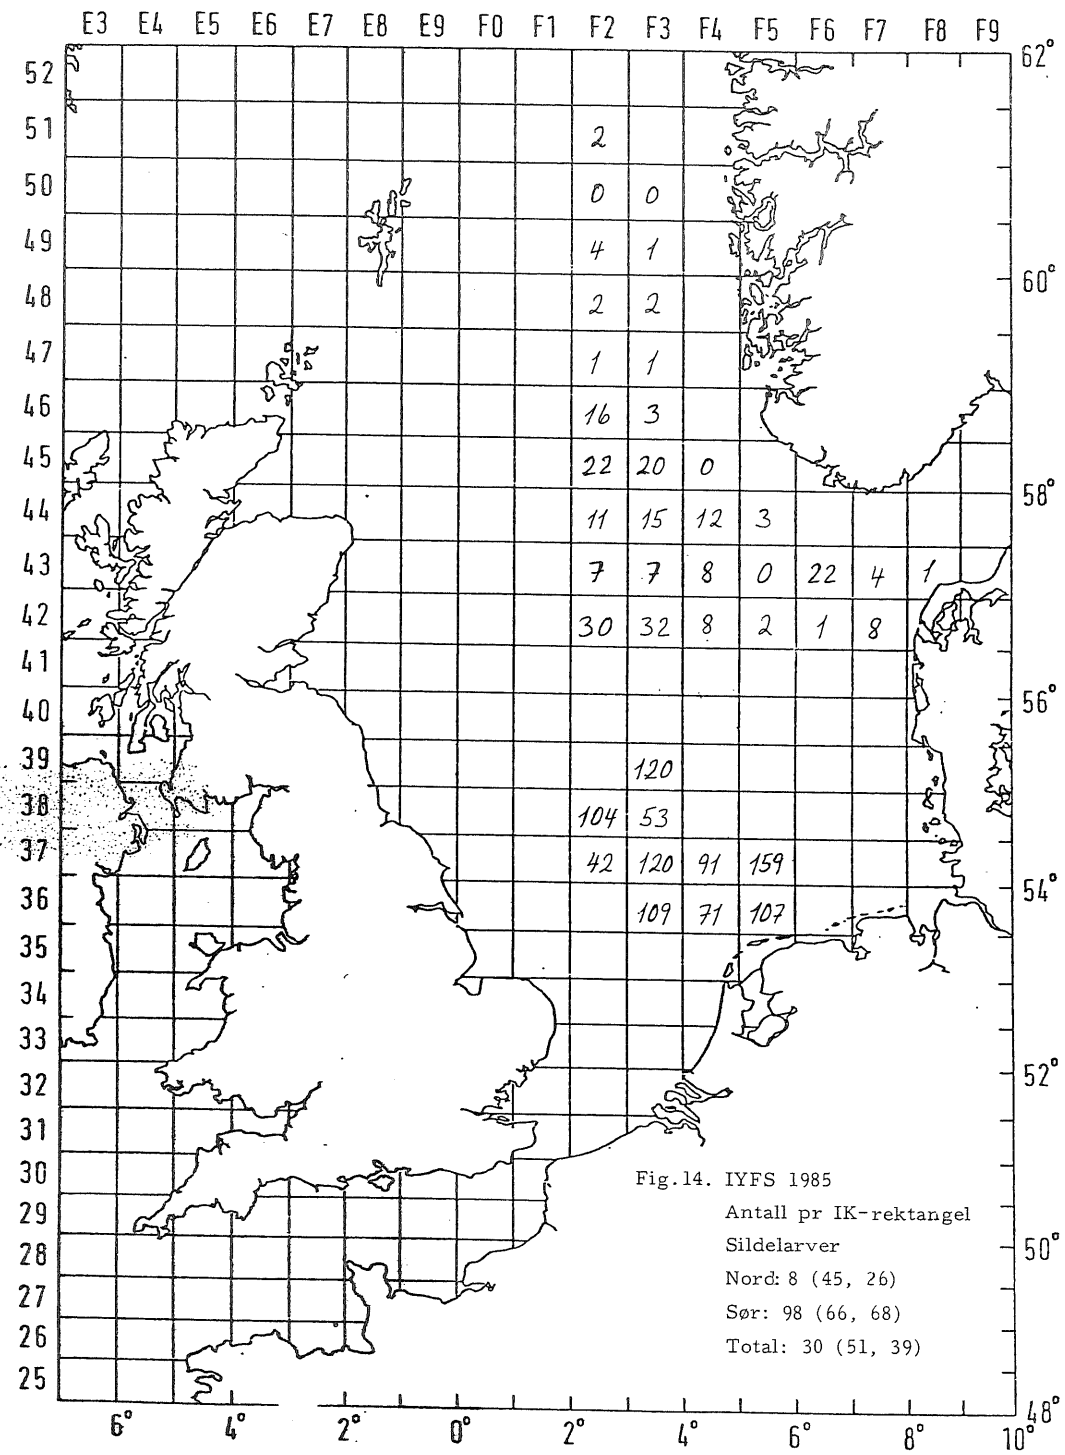 E3 E4 E5 E6 E7 E8 E9 F0 F1 F2 F3 F4 F5 F6 F7 F8 F9
52 62°
51 2
50 0 0
49 4 1
60°
48 2 2
47 1 1
46 16 3
45 22 20 0
58°
44 11 15 12 3
43 7 7 8 0 22 4 1
42 30 32 8 2 1 8
41
56°
40
39 120
38 104 53
37 42 120 91 159
54°
36 109 71 107
35
34
33
52°
32
31
30
29
28
50°
27
26
25
48°
6° 4° 2° 0° 2° 4° 6° 8° 10°
Fig.14. IYFS 1985
Antall pr IK-rektangel
Sildelarver
Nord: 8 (45, 26)
Sør: 98 (66, 68)
Total: 30 (51, 39)